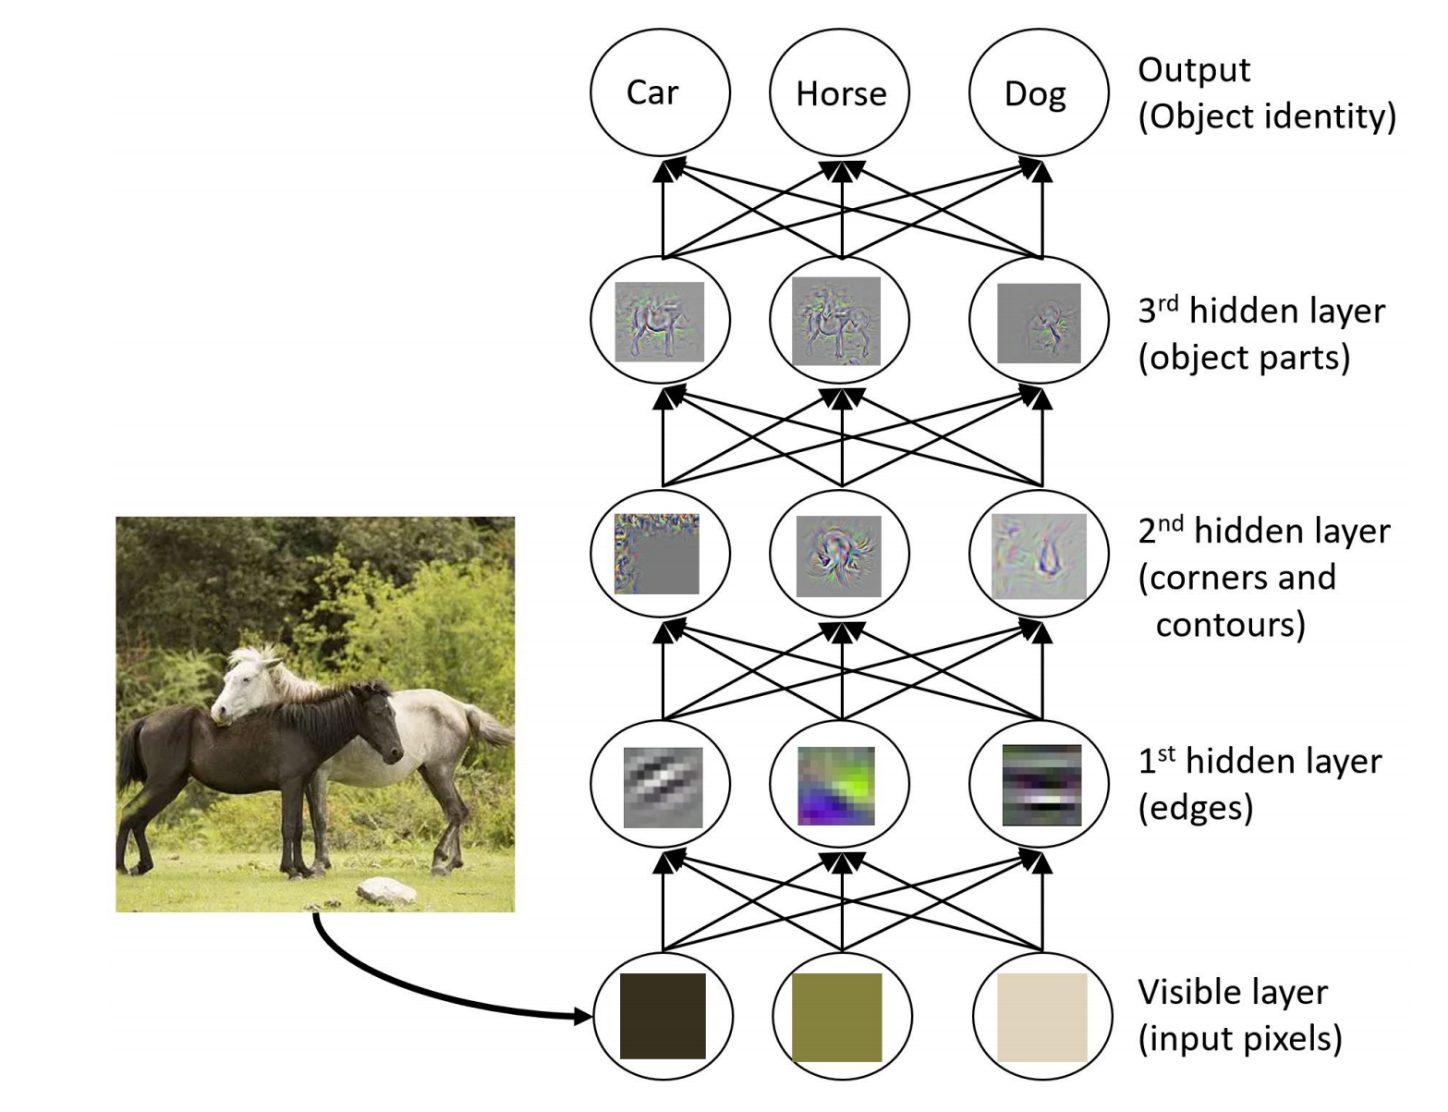 Car
Horse
Dog
Output
(Object identity)
3rd hidden layer
(object parts)
2nd hidden layer
(corners and
contours)
1st hidden layer
(edges)
Visible layer
(input pixels)